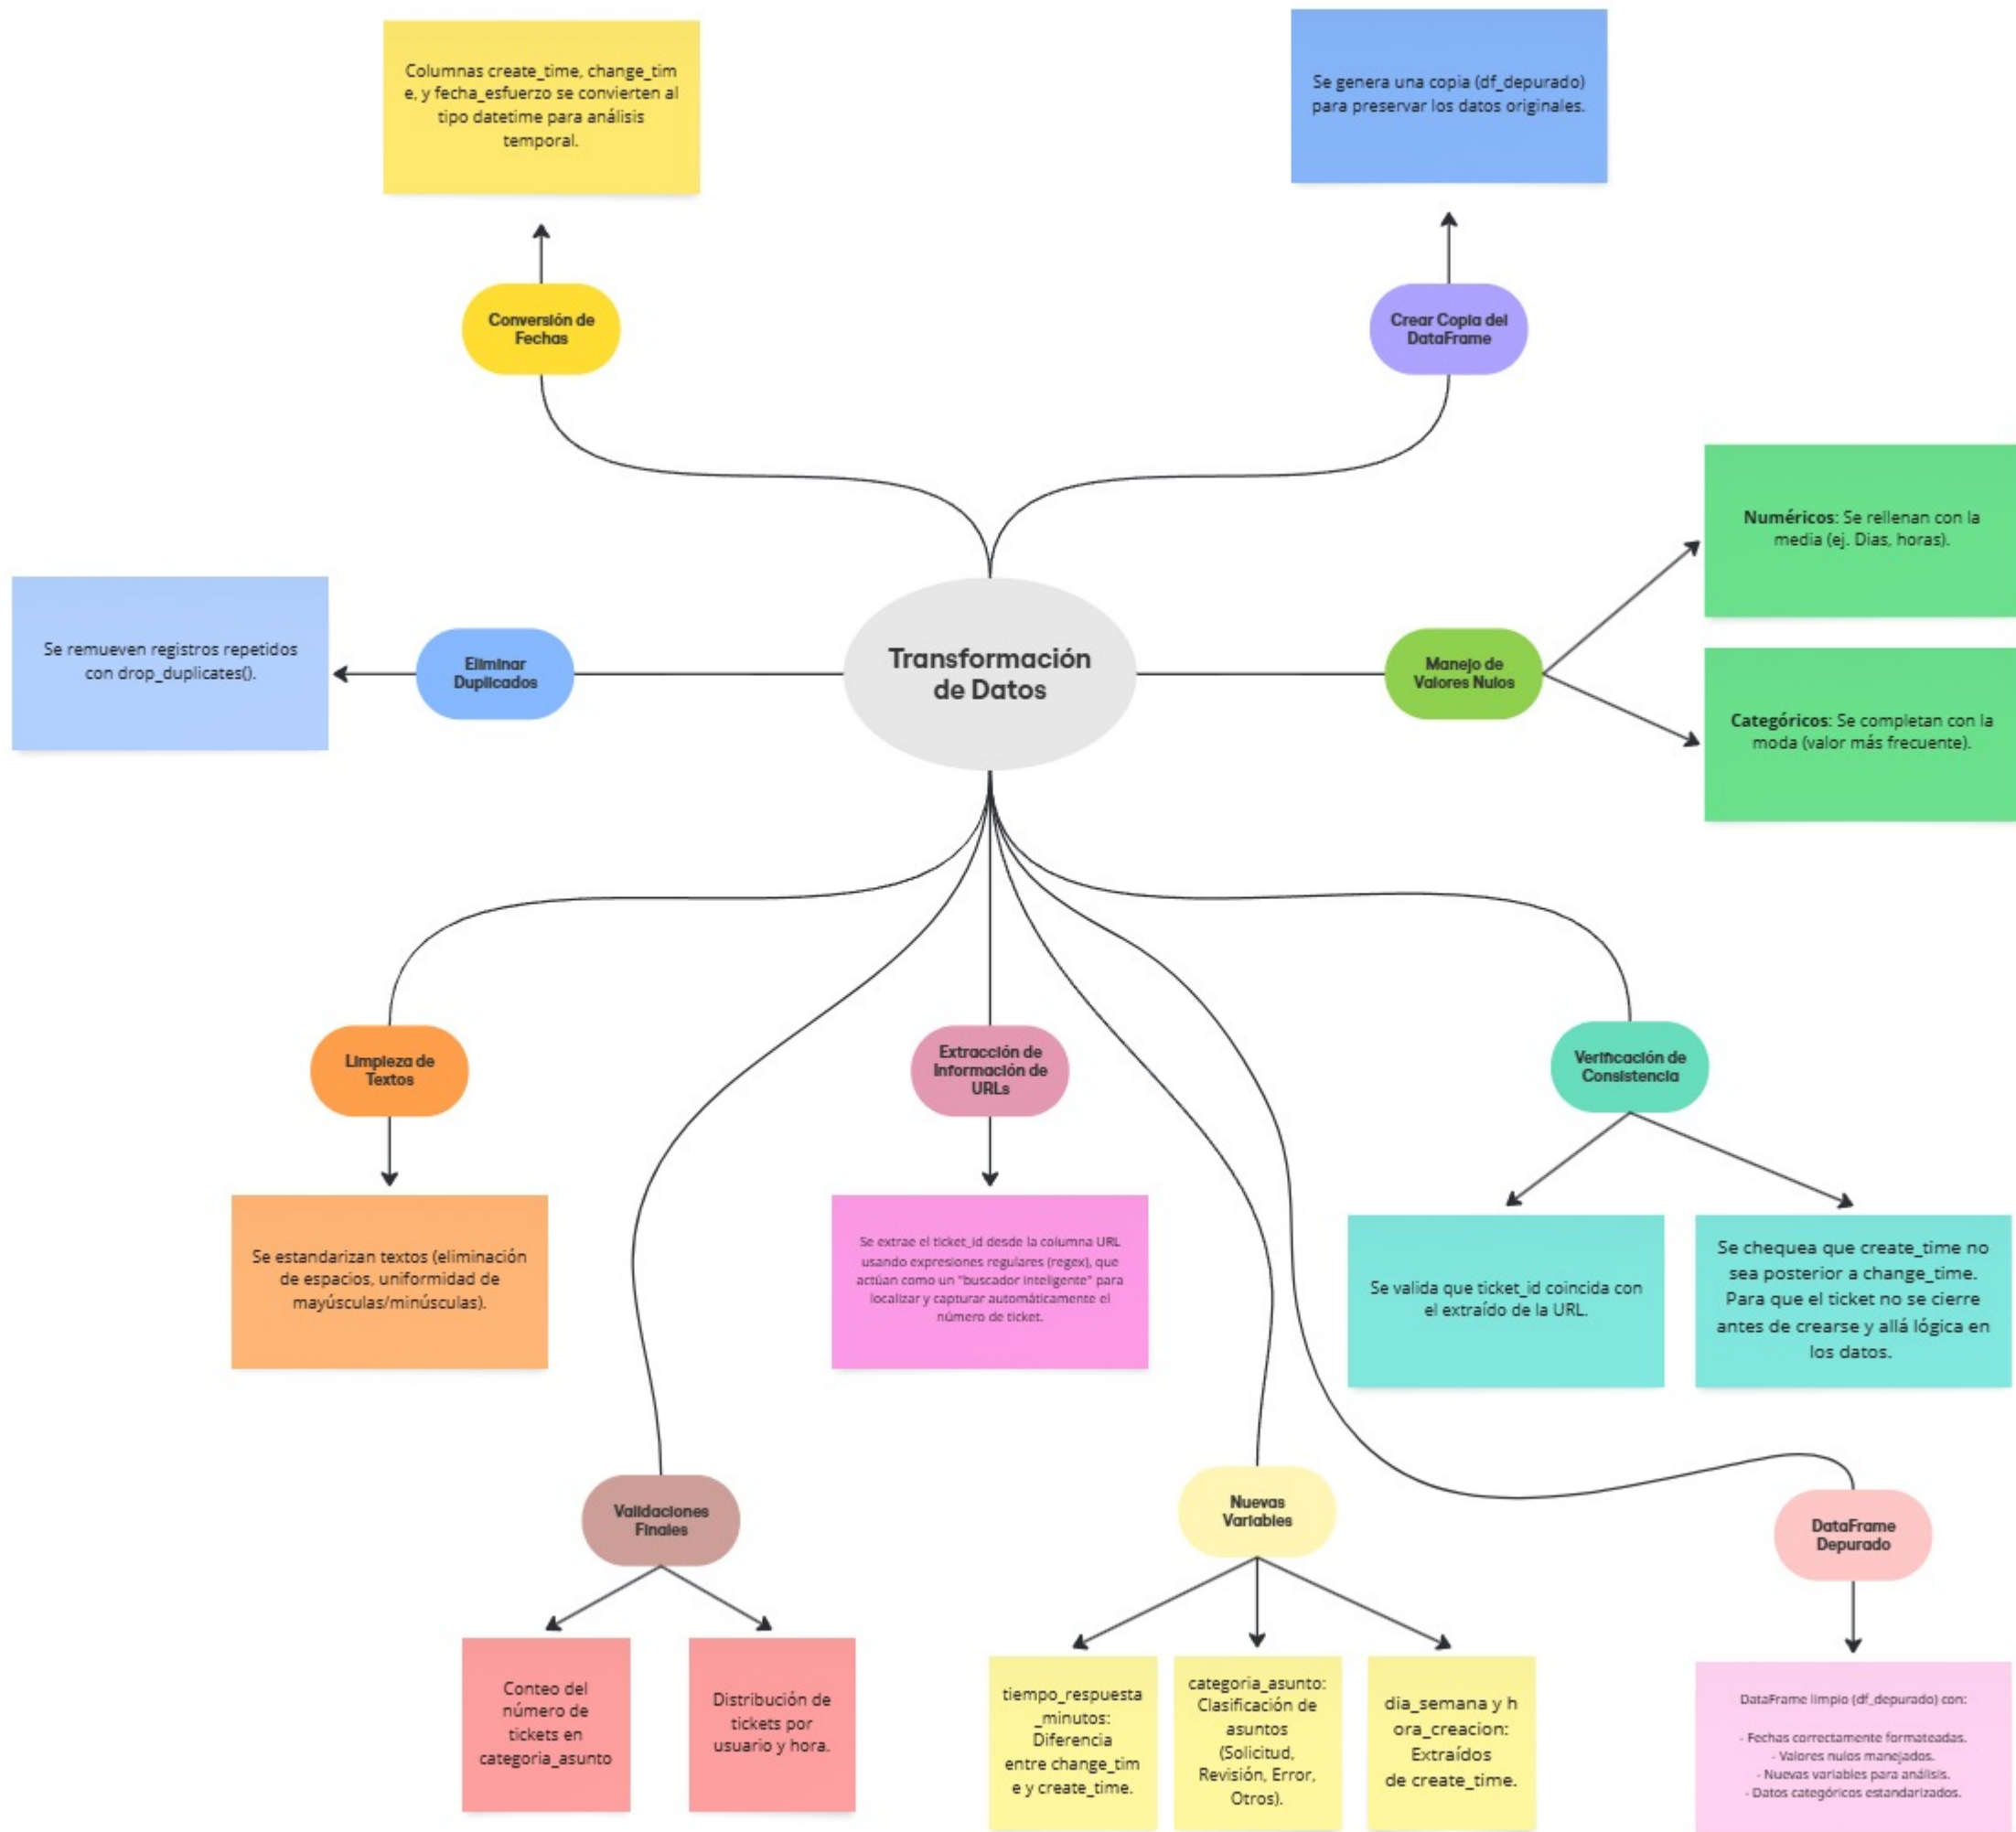 Columnas create_time, change_tim
e, y fecha_esfuerzo se convierten al
tipo datetime para análisis
temporal.
Se genera una copia (df_depurado)
para preservar los datos originales.
Conversión de
Fechas
Crear Copia del
DataFrame
Numéricos: Se rellenan con la
media (ej. Dias, horas).
Se remueven registros repetidos
con drop_duplicates().
Eliminar
Duplicados
Transformación
de Datos
Manejo de
Valores Nulos
Categóricos: Se completan con la
moda (valor más frecuente).
Limpieza de
Textos
Extracción de
Información de
URLs
Verificación de
Consistencia
Se estandarizan textos (eliminación
de espacios, uniformidad de
mayúsculas/minúsculas).
Se extrae el ticket_id desde la columna URL
usando expresiones regulares (regex), que
actúan como un "buscador inteligente" para
localizar y capturar automáticamente el
número de ticket.
Se valida que ticket_id coincida con
el extraído de la URL.
Se chequea que create_time no
sea posterior a change_time.
Para que el ticket no se cierre
antes de crearse y allá lógica en
los datos.
Validaciones
Finales
Nuevas
Variables
DataFrame
Depurado
Conteo del
número de
tickets en
categoria_asunto
Distribución de
tickets por
usuario y hora.
tiempo_respuesta
_minutos:
Diferencia
entre change_tim
e y create_time.
categoria_asunto:
Clasificación de
asuntos
(Solicitud,
Revisión, Error,
Otros).
dia_semana y h
ora_creacion:
Extraídos
de create_time.
DataFrame limpio (df_depurado) con:
- Fechas correctamente formateadas.
- Valores nulos manejados.
- Nuevas variables para análisis.
- Datos categóricos estandarizados.